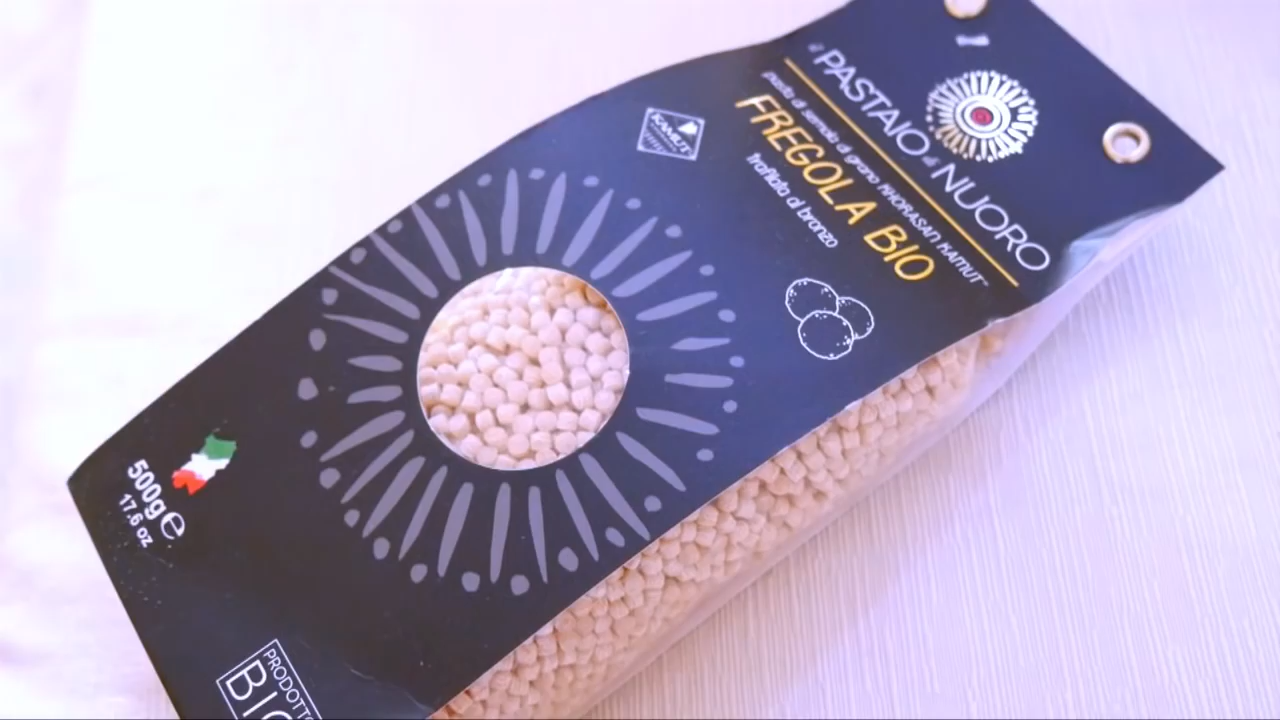 il PASTAIO di NUORO
pasta di semola di grano KHORASAN KAMUT
FREGOLA BIO
trafilata al bronzo
KAMUT
500g e
17.6 oz
PRODOTTO
BIO